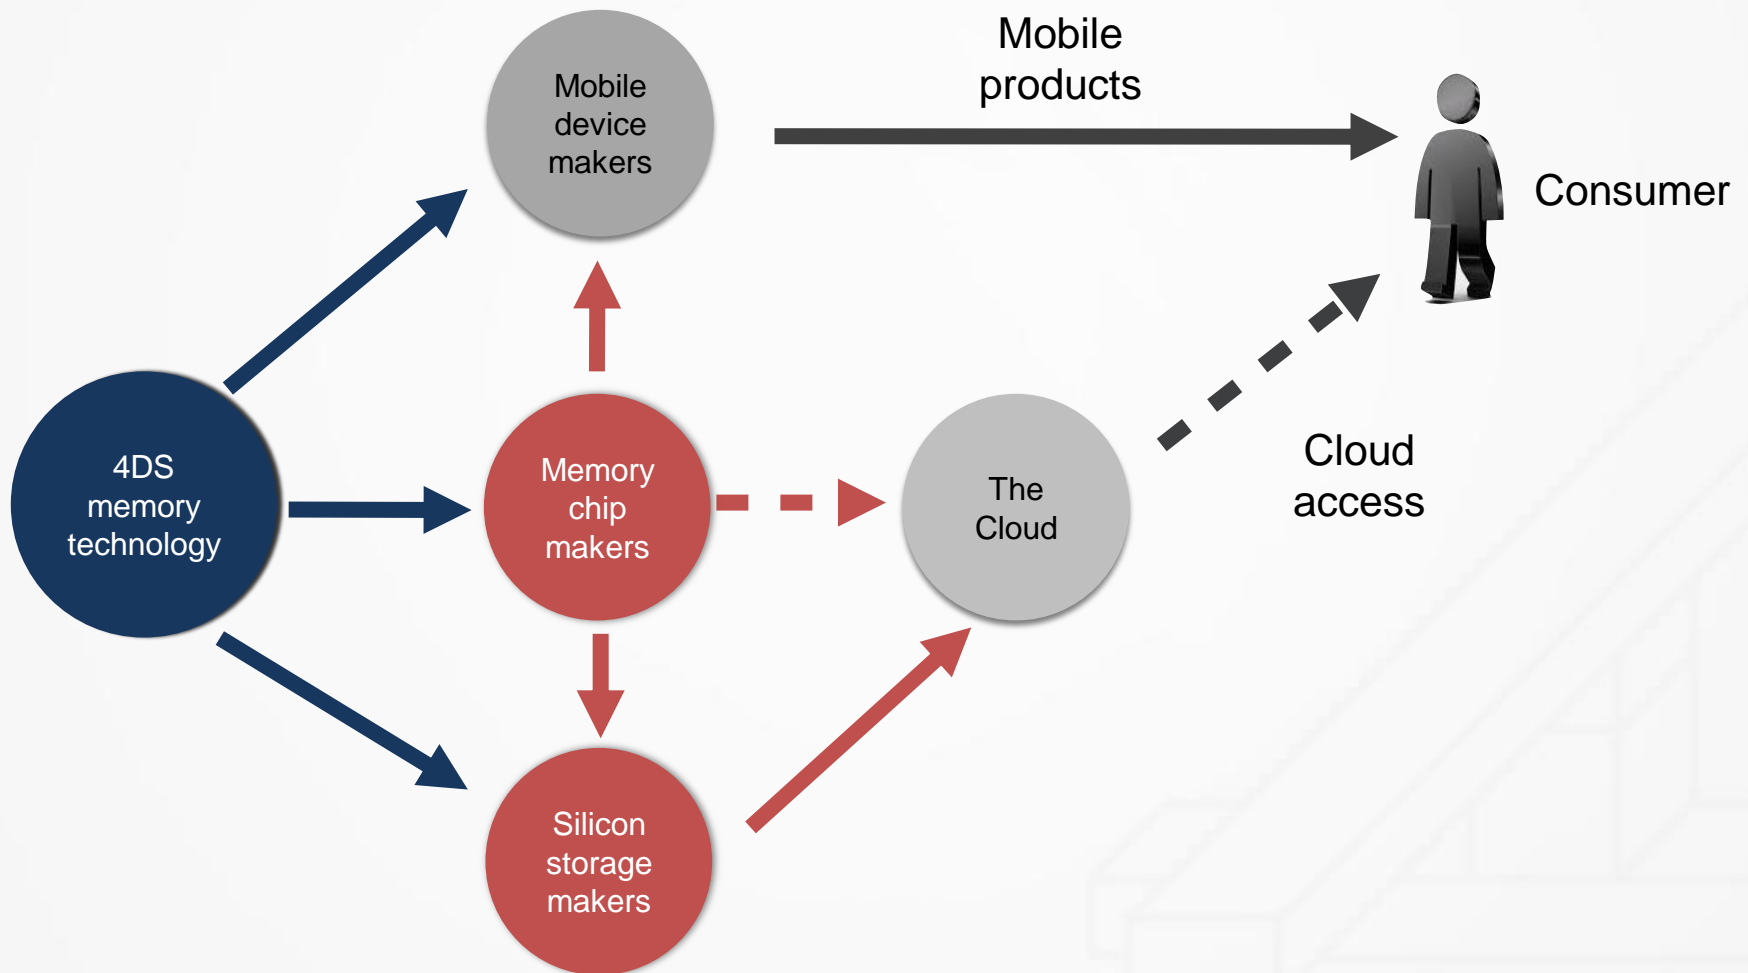 Mobile
device
makers
Mobile
products
Consumer
4DS
memory
technology
Memory
chip
makers
The
Cloud
Cloud
access
Silicon
storage
makers